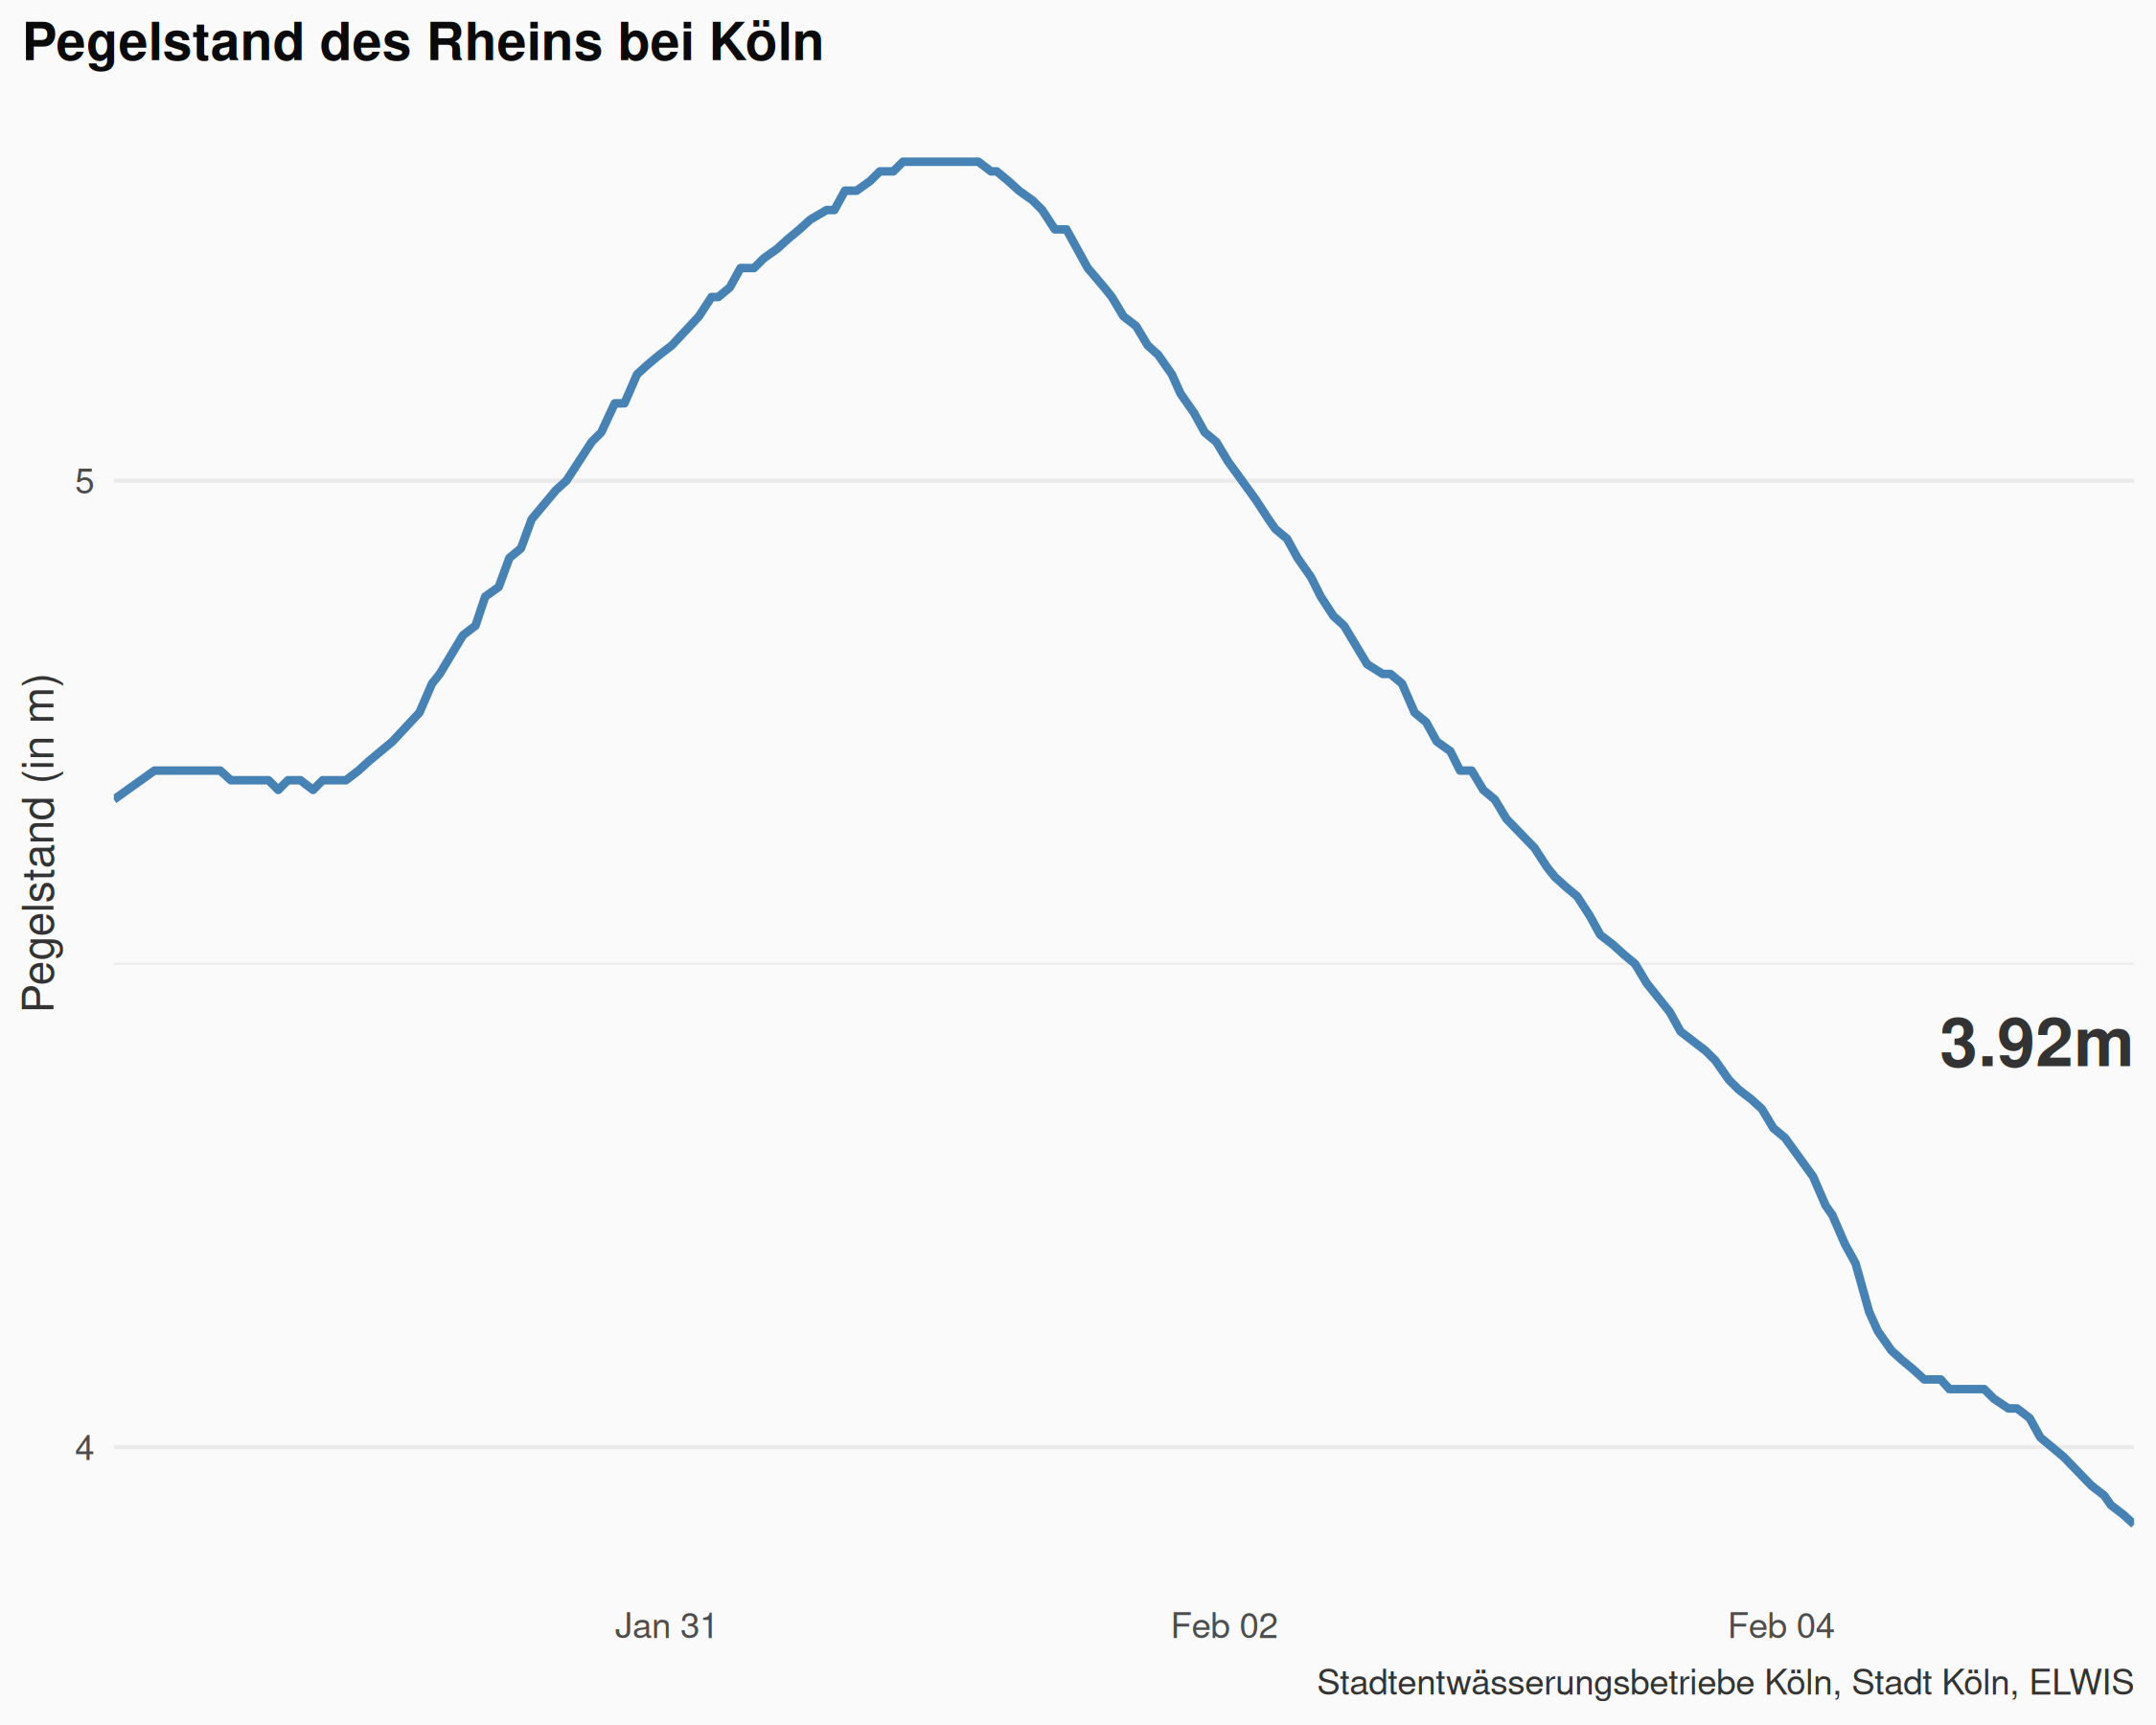 Pegelstand des Rheins bei Köln
Pegelstand (in m)
5
4
3.92m
Jan 31
Feb 02
Feb 04
Stadtentwässerungsbetriebe Köln, Stadt Köln, ELWIS